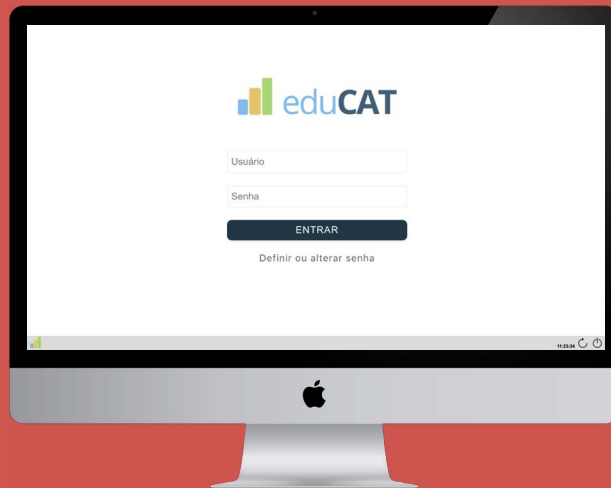 eduCAT
Usuário
Senha
ENTRAR
Definir ou alterar senha
11:23:24